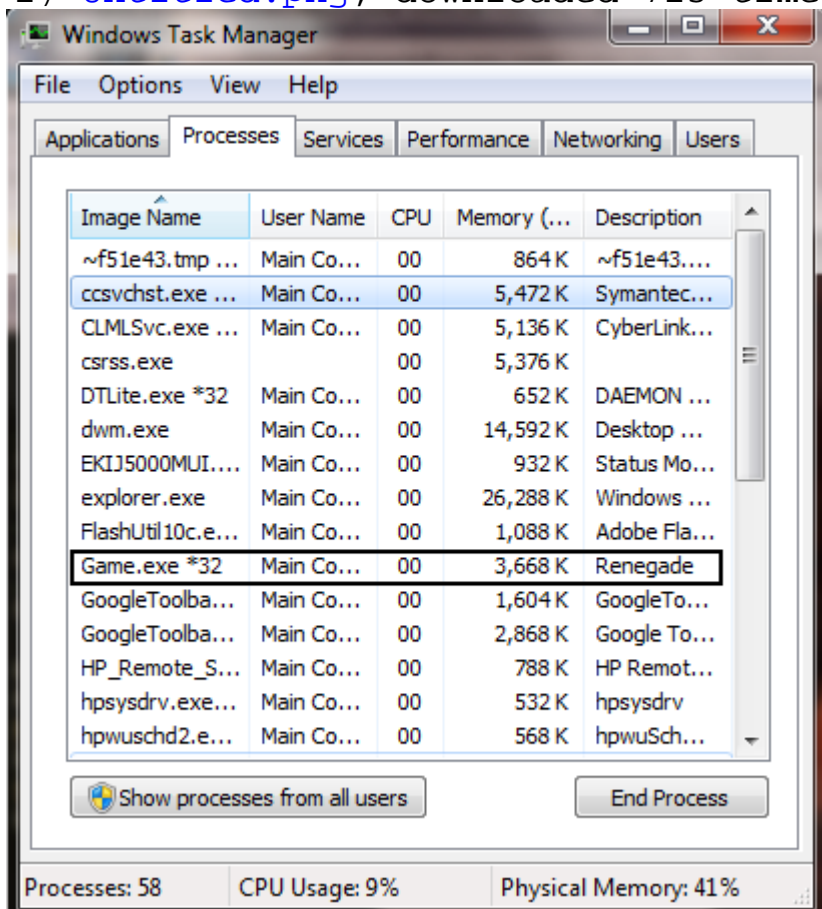 Windows Task Manager
File Options View Help
Applications Processes Services Performance Networking Users
Image Name User Name CPU Memory (... Description
~f51e43.tmp ... Main Co... 00 864 K ~f51e43....
ccsvchst.exe ... Main Co... 00 5,472 K Symantec...
CLMLSvc.exe ... Main Co... 00 5,136 K CyberLink...
csrss.exe 00 5,376 K
DTLite.exe *32 Main Co... 00 652 K DAEMON ...
dwm.exe Main Co... 00 14,592 K Desktop ...
EKIJ5000MUI.... Main Co... 00 932 K Status Mo...
explorer.exe Main Co... 00 26,288 K Windows ...
FlashUtil10c.e... Main Co... 00 1,088 K Adobe Fla...
Game.exe *32 Main Co... 00 3,668 K Renegade
GoogleToolba... Main Co... 00 1,604 K GoogleTo...
GoogleToolba... Main Co... 00 2,868 K Google To...
HP_Remote_S... Main Co... 00 788 K HP Remot...
hpsysdrv.exe... Main Co... 00 532 K hpsysdrv
hpwuschd2.e... Main Co... 00 568 K hpwuSch...
Show processes from all users End Process
Processes: 58 CPU Usage: 9% Physical Memory: 41%